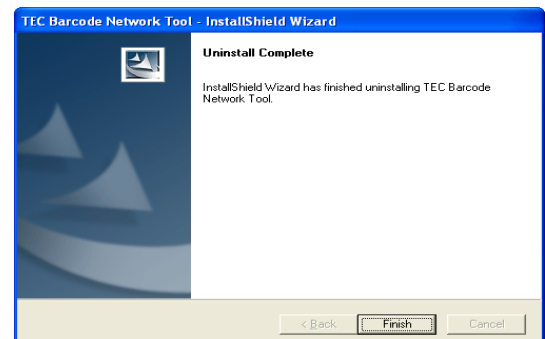 TEC Barcode Network Tool - InstallShield Wizard
Uninstall Complete
InstallShield Wizard has finished uninstalling TEC Barcode
Network Tool.
< Back
Finish
Cancel